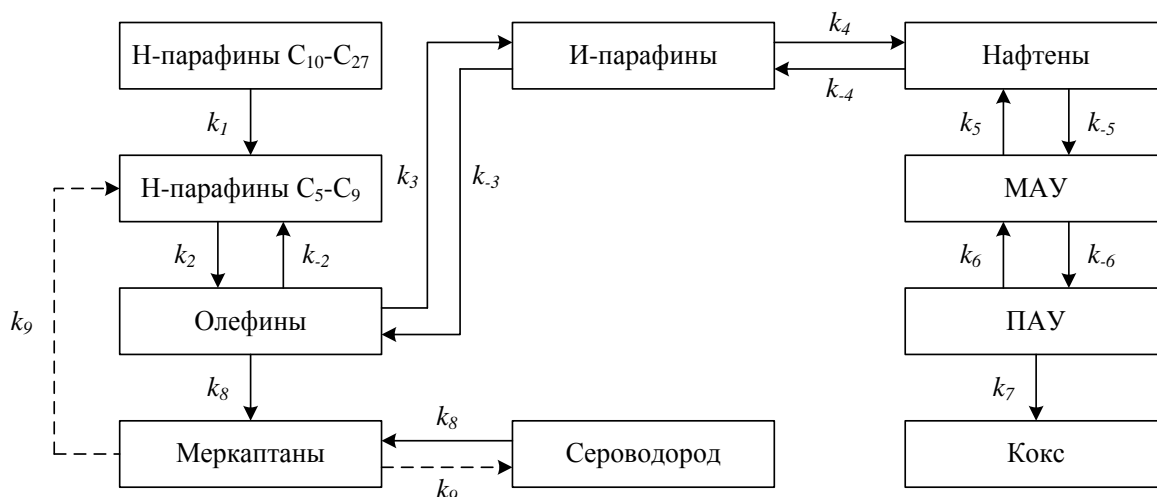 Н-парафины C₁₀-C₂₇
И-парафины
k₄
k₋₄
Нафтены
k₁
k₅
k₋₅
Н-парафины C₅-C₉
k₃
k₋₃
МАУ
k₂
k₋₂
k₆
k₋₆
Олефины
ПАУ
k₉
k₈
k₇
Меркаптаны
k₈
k₉
Сероводород
Кокс